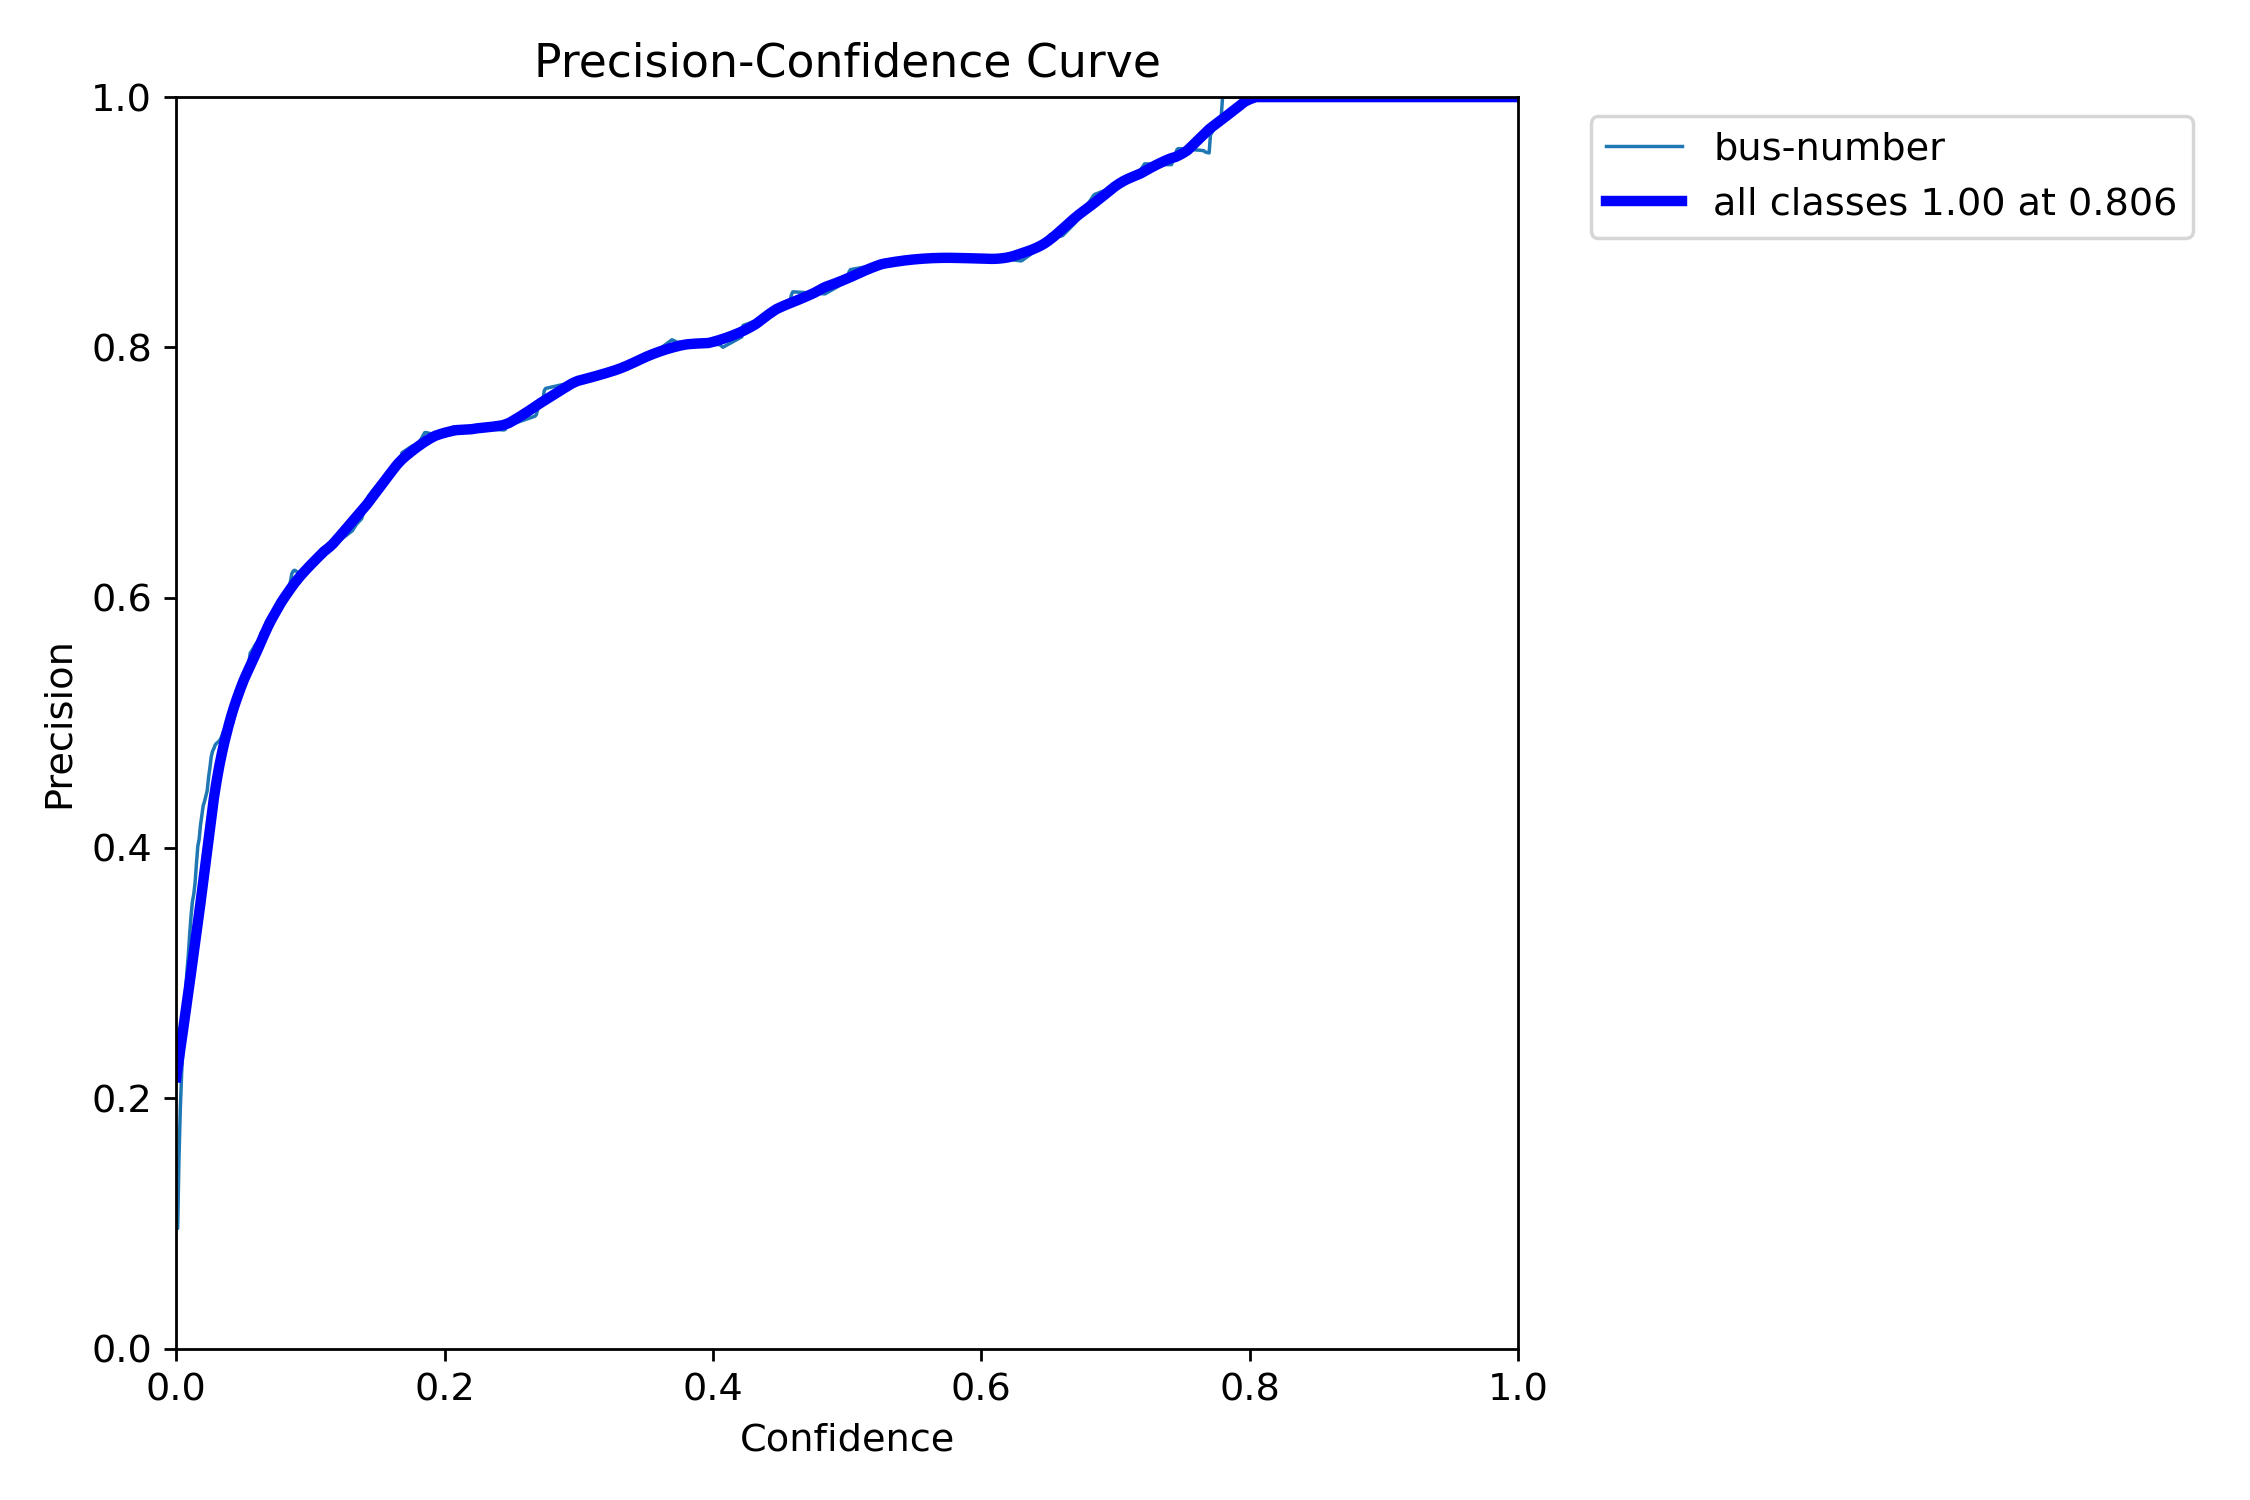 Precision-Confidence Curve
1.0
0.8
0.6
0.4
0.2
0.0
Precision
0.0 0.2 0.4 0.6 0.8 1.0
Confidence
bus-number
all classes 1.00 at 0.806